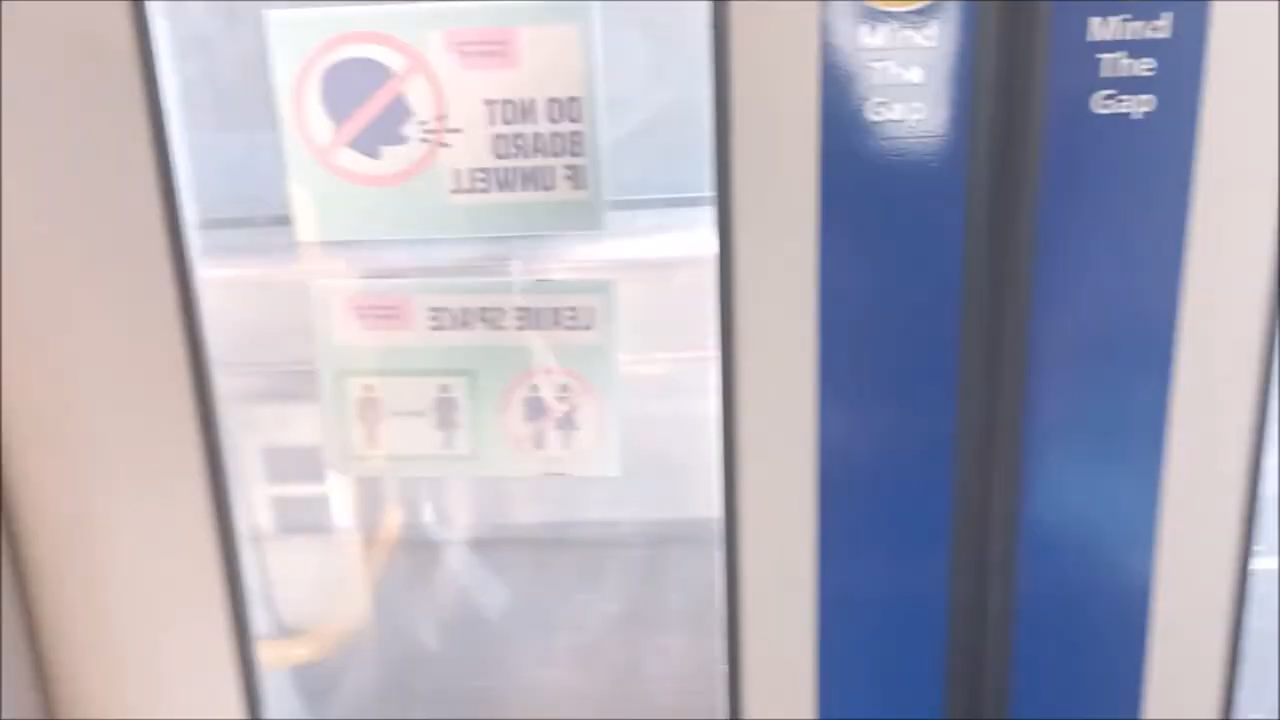 DO NOT
BOARD
IF UNWELL
LEAVE SPACE
Mind
The
Gap
Mind
The
Gap